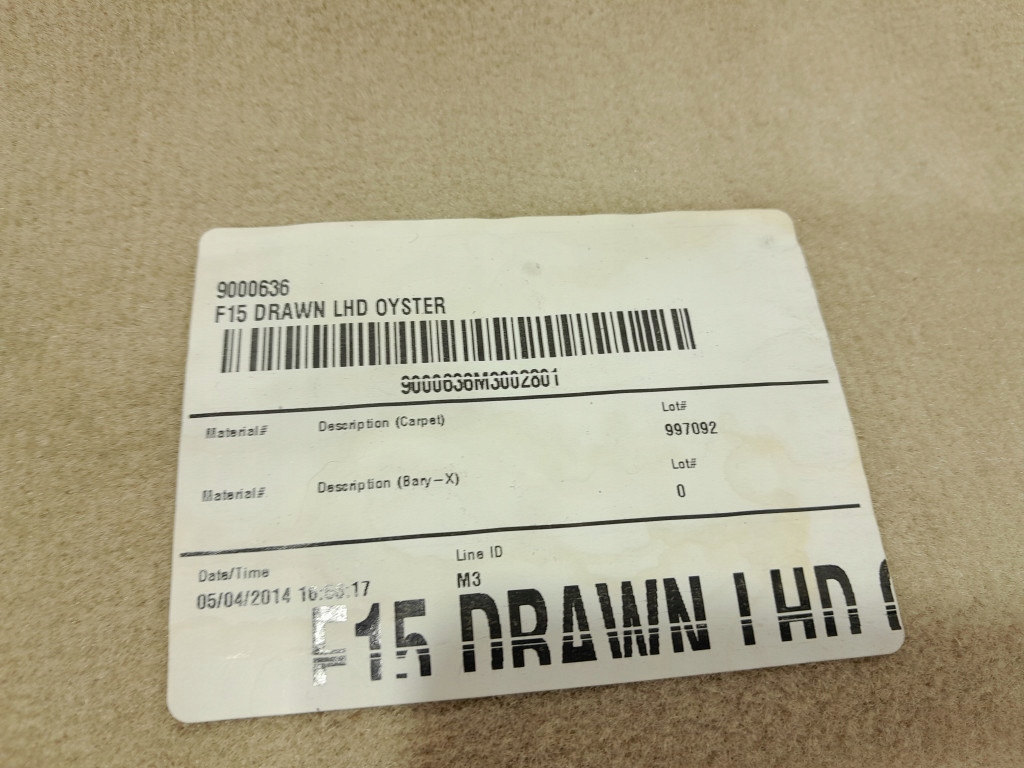 9000636
F15 DRAWN LHD OYSTER
9000636M3002801
Material# Description (Carpet) Lot#
997092
Material# Description (Bary-X) Lot#
0
Date/Time Line ID
05/04/2014 M3
F15 DRAWN LHD